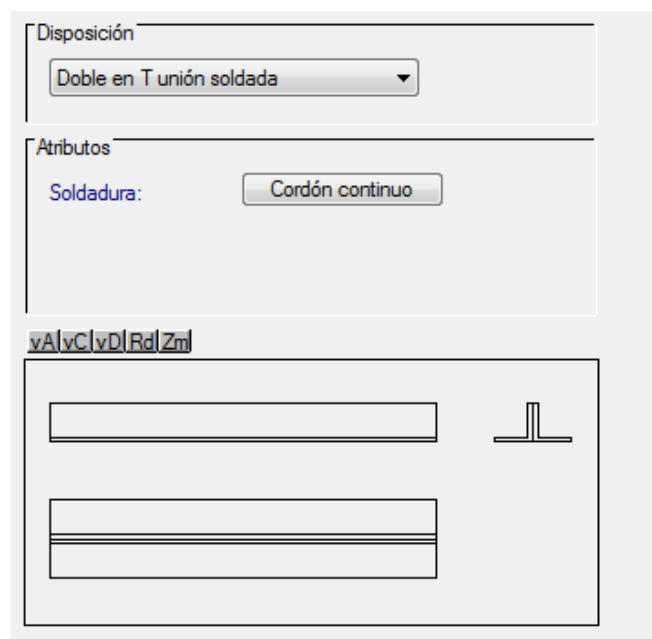 Disposición
Doble en T unión soldada
Atributos
Soldadura: Cordón continuo
vA vC vD Rd Zm